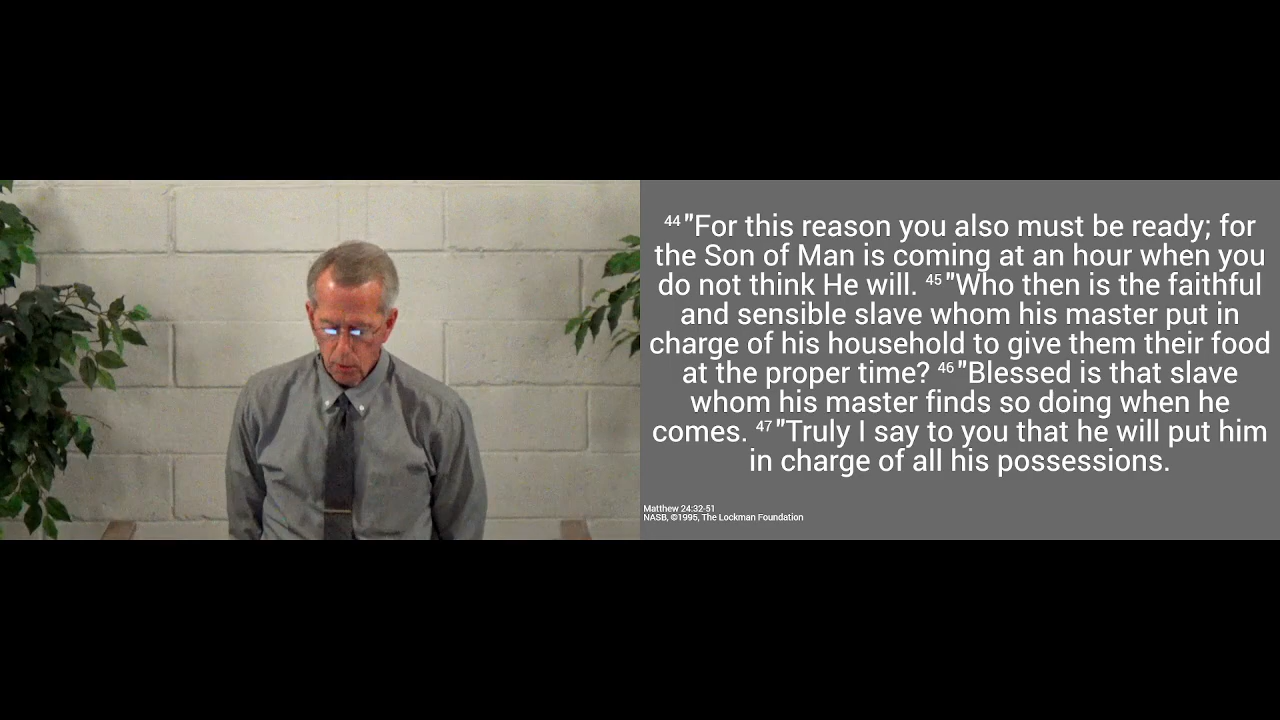 44 "For this reason you also must be ready; for
the Son of Man is coming at an hour when you
do not think He will. 45 "Who then is the faithful
and sensible slave whom his master put in
charge of his household to give them their food
at the proper time? 46 "Blessed is that slave
whom his master finds so doing when he
comes. 47 "Truly I say to you that he will put him
in charge of all his possessions.
Matthew 24:32-51
NASB, ©1995, The Lockman Foundation